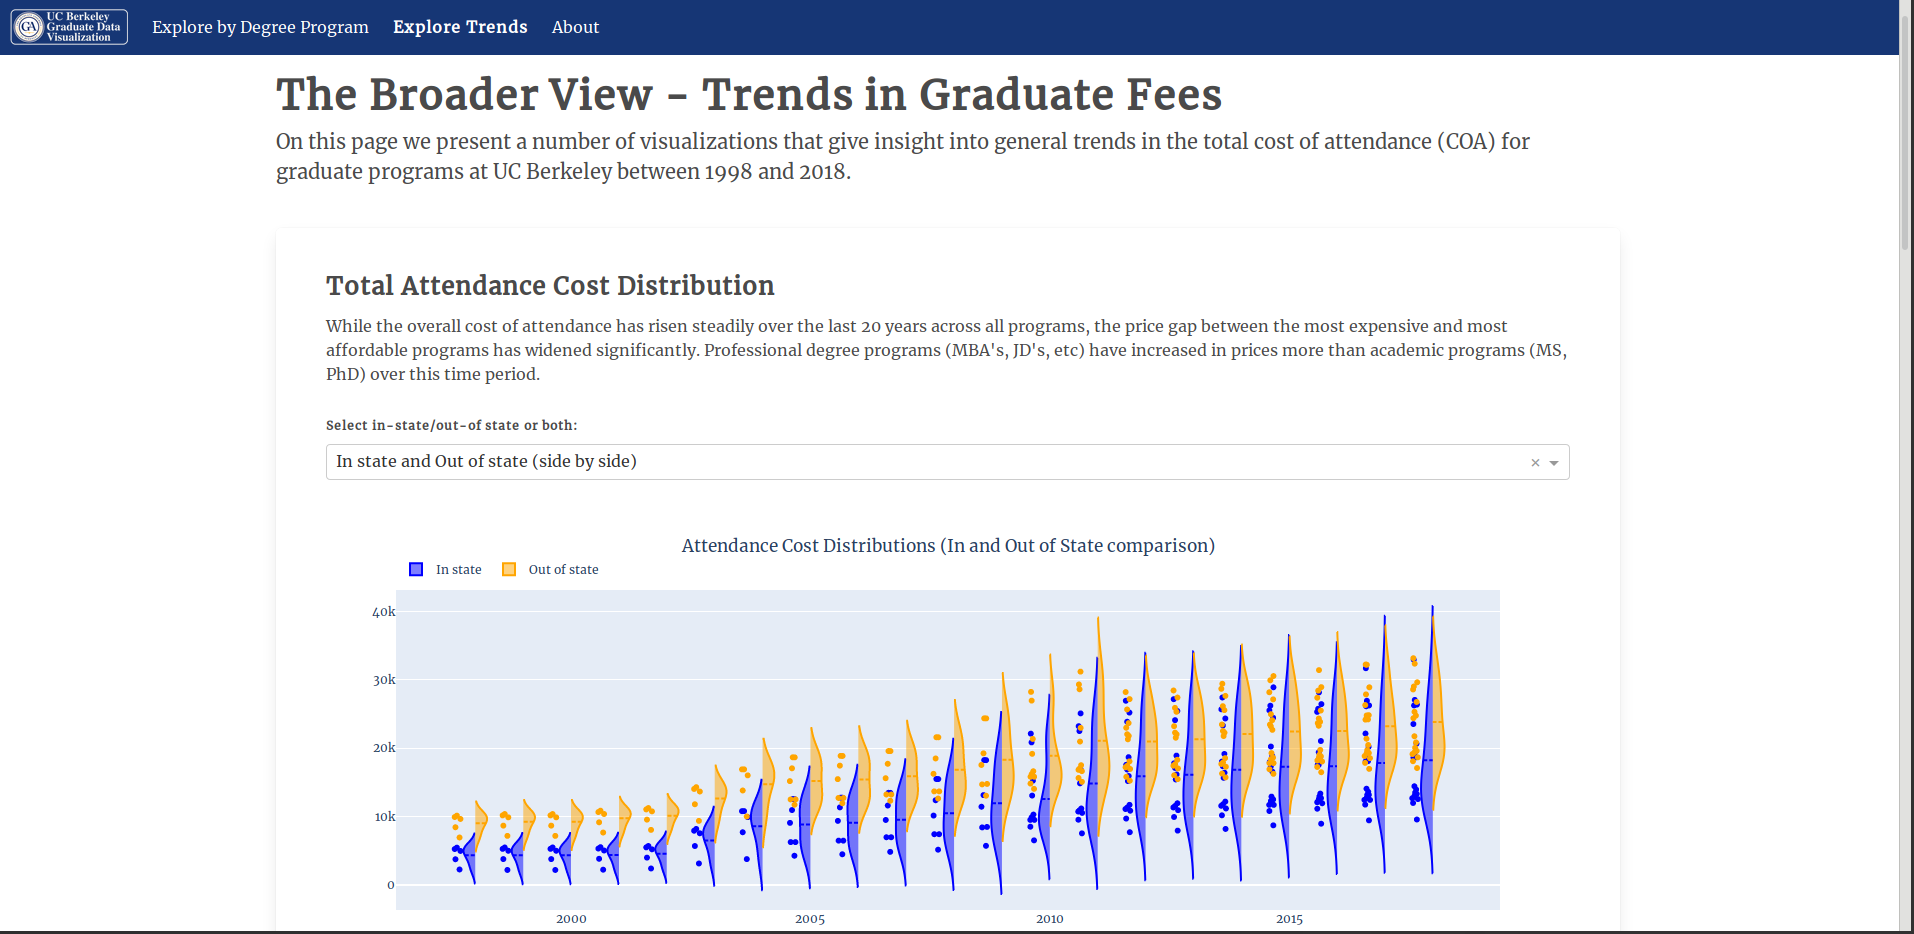 UC Berkeley
Graduate Data
Visualization
GA
Explore by Degree Program
Explore Trends
About
The Broader View - Trends in Graduate Fees
On this page we present a number of visualizations that give insight into general trends in the total cost of attendance (COA) for
graduate programs at UC Berkeley between 1998 and 2018.
Total Attendance Cost Distribution
While the overall cost of attendance has risen steadily over the last 20 years across all programs, the price gap between the most expensive and most
affordable programs has widened significantly. Professional degree programs (MBA's, JD's, etc) have increased in prices more than academic programs (MS,
PhD) over this time period.
Select in-state/out-of state or both:
In state and Out of state (side by side)
Attendance Cost Distributions (In and Out of State comparison)
In state
Out of state
40k
30k
20k
10k
0
2000
2005
2010
2015